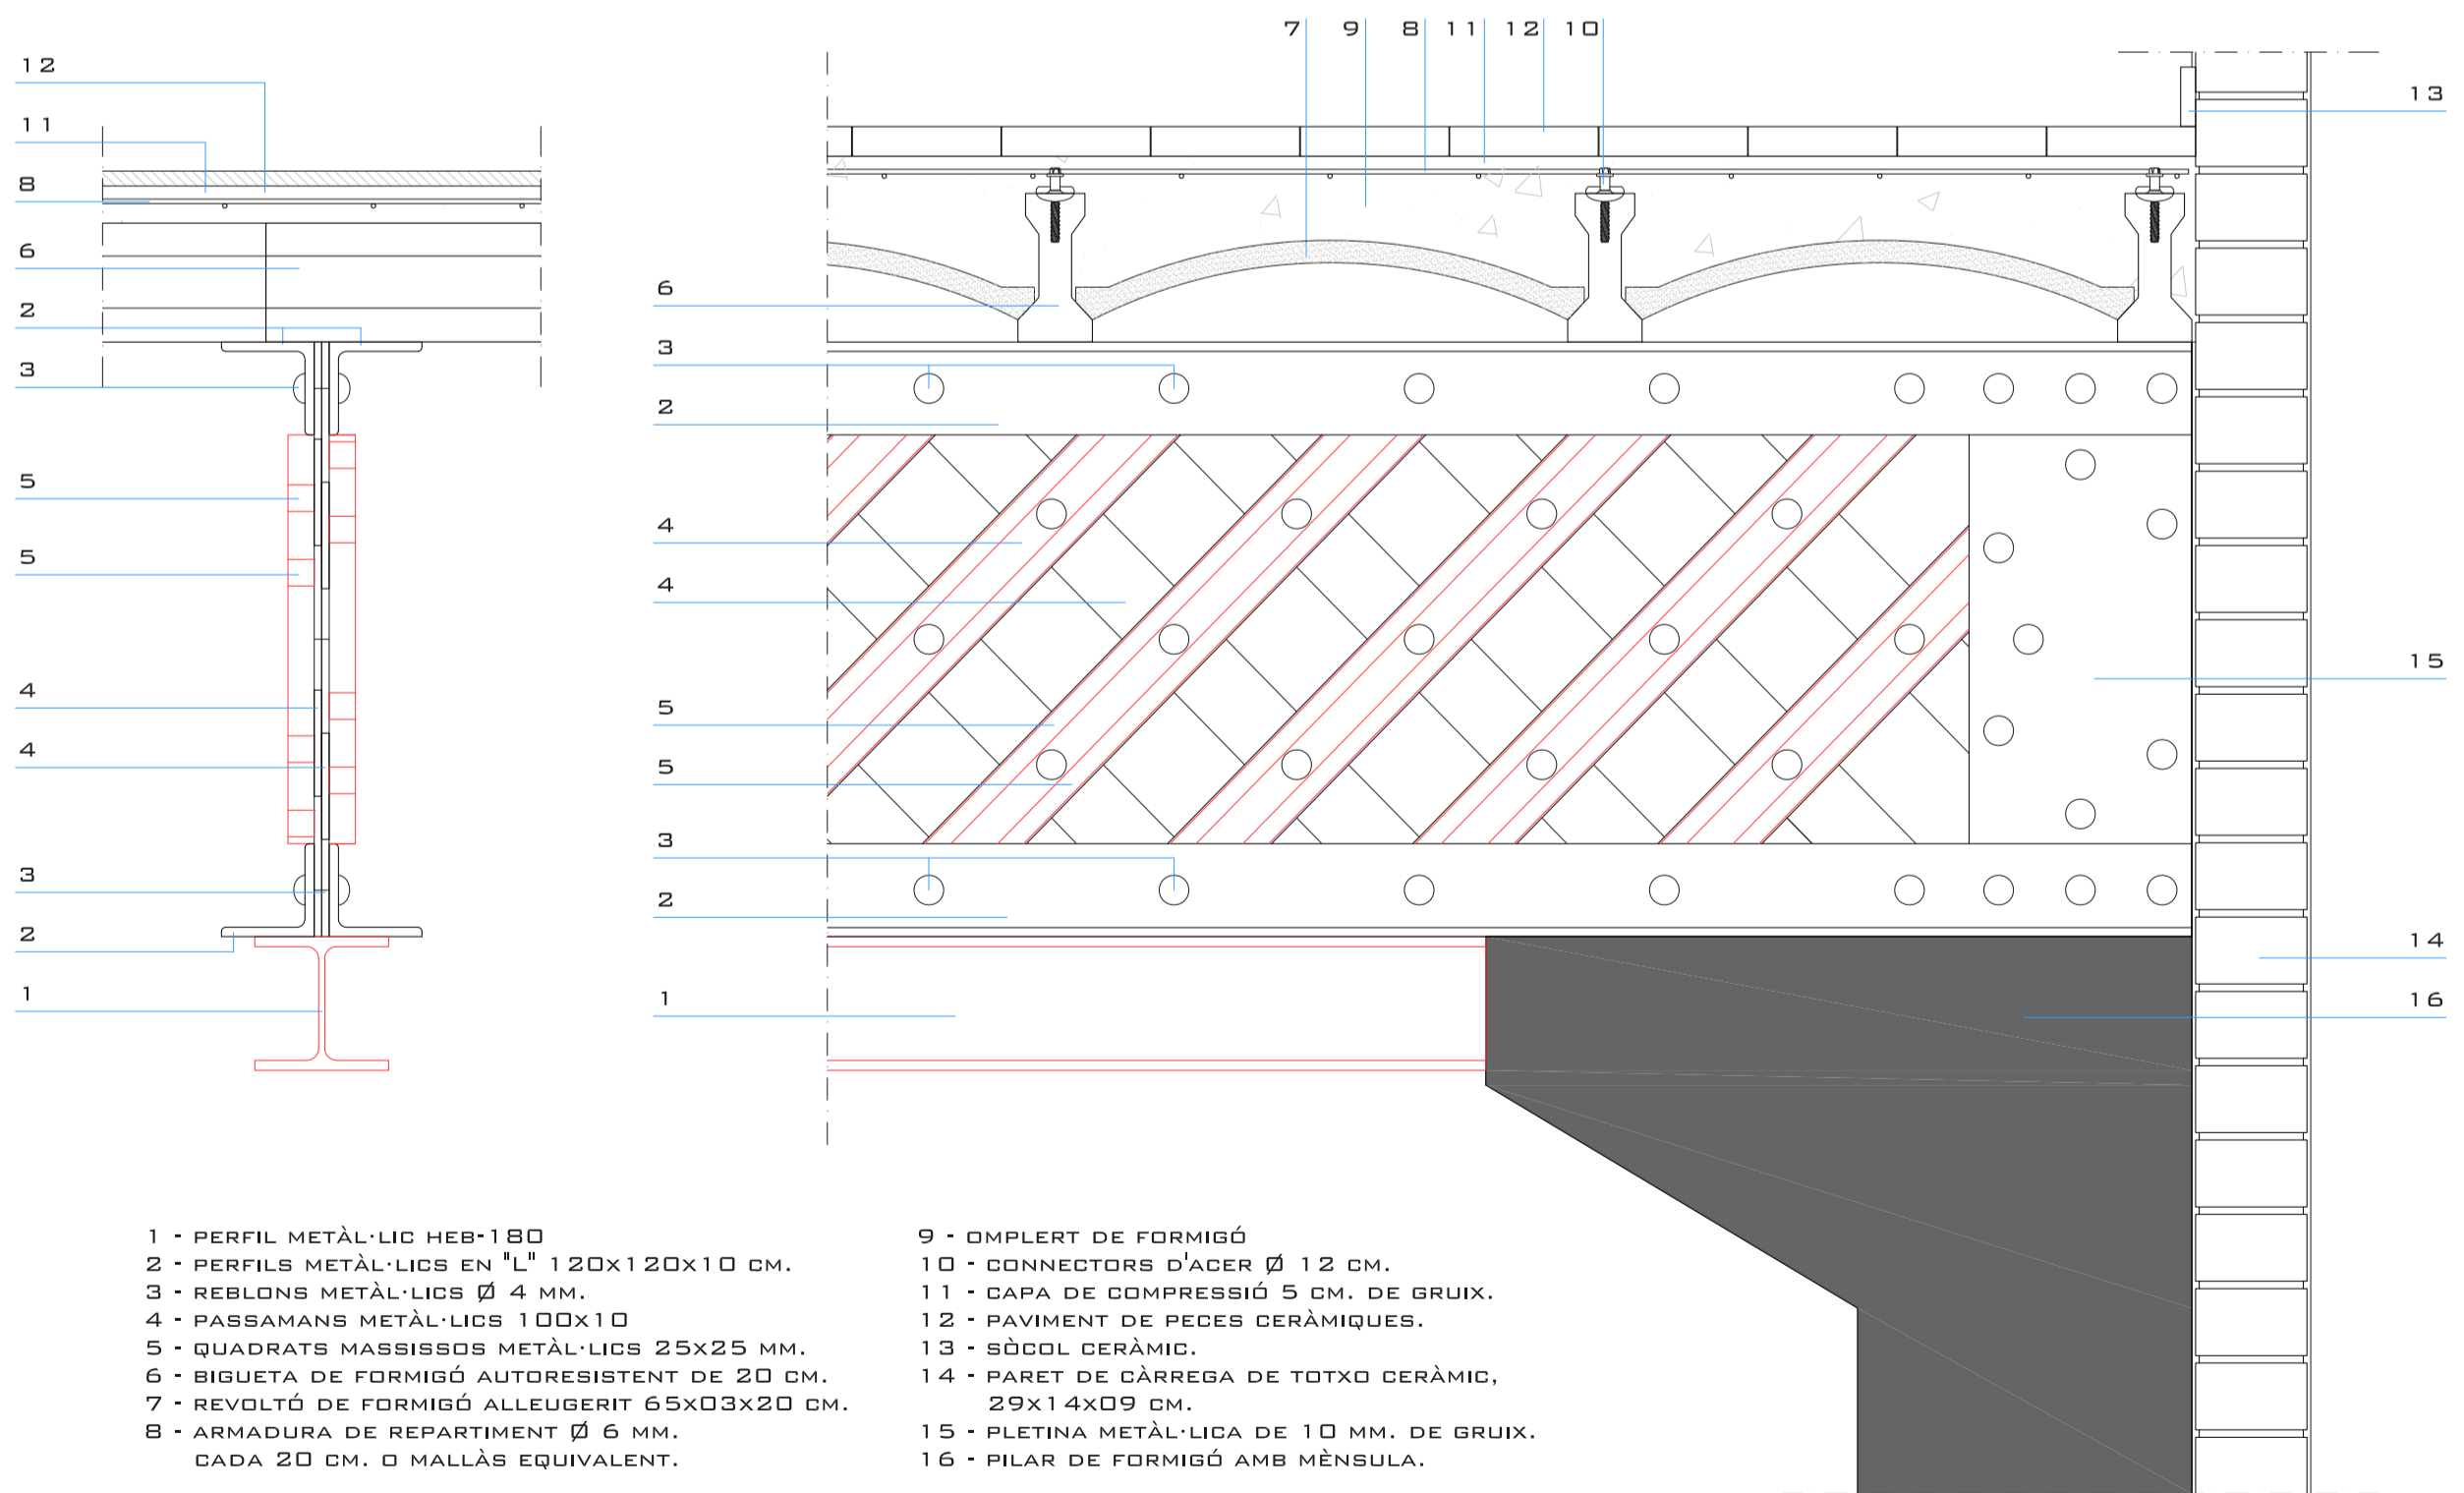 7 9 8 11 12 10
12
11
8
6
2
3
5
5
4
4
3
2
1
6
3
2
4
4
5
5
3
2
1
13
15
14
16
1 - PERFIL METÀL·LIC HEB-180
2 - PERFILS METÀL·LICS EN "L" 120x120x10 CM.
3 - REBLONS METÀL·LICS Ø 4 MM.
4 - PASSAMANS METÀL·LICS 100x10
5 - QUADRATS MASSISSOS METÀL·LICS 25x25 MM.
6 - BIGUETA DE FORMIGÓ AUTORESISTENT DE 20 CM.
7 - REVOLTÓ DE FORMIGÓ ALLEUGERIT 65x03x20 CM.
8 - ARMADURA DE REPARTIMENT Ø 6 MM.
CADA 20 CM. O MALLÀS EQUIVALENT.
9 - OMPLERT DE FORMIGÓ
10 - CONNECTORS D'ACER Ø 12 CM.
11 - CAPA DE COMPRESSIÓ 5 CM. DE GRUIX.
12 - PAVIMENT DE PECES CERÀMIQUES.
13 - SÒCOL CERÀMIC.
14 - PARET DE CÀRREGA DE TOTXO CERÀMIC,
29x14x09 CM.
15 - PLETINA METÀL·LICA DE 10 MM. DE GRUIX.
16 - PILAR DE FORMIGÓ AMB MÈNSULA.